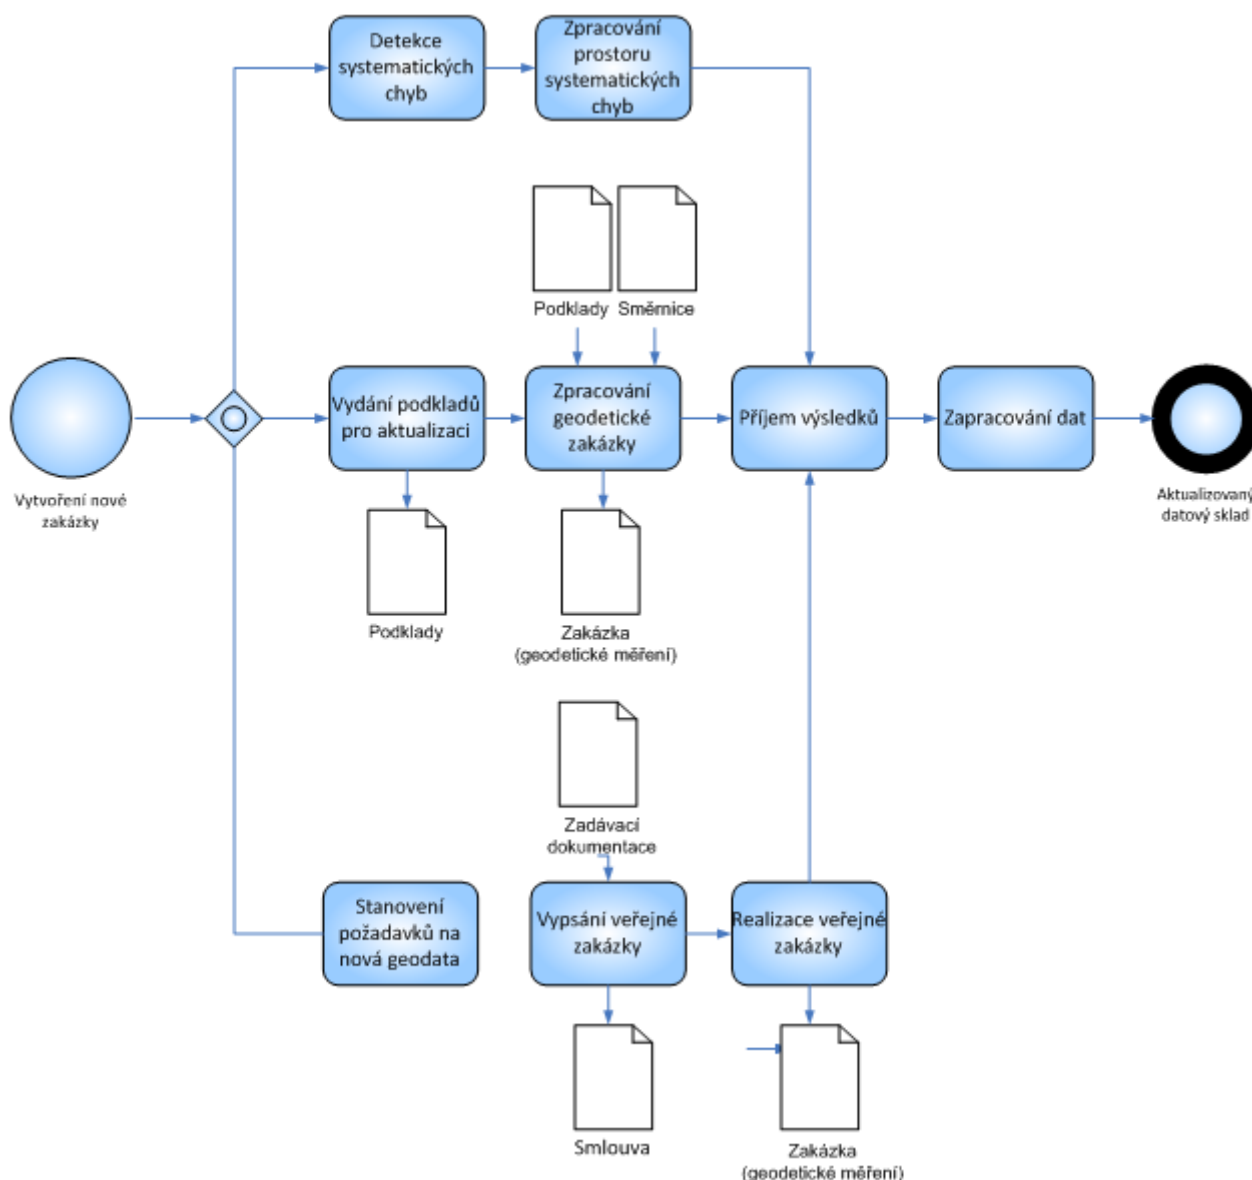 Detekce
systematických
chyb
Zpracování
prostoru
systematických
chyb
Podklady
Směrnice
Vytvoření nové
zakázky
Vydání podkladů
pro aktualizaci
Zpracování
geodetické
zakázky
Příjem výsledků
Zapracování dat
Aktualizovaný
datový sklad
Podklady
Zakázka
(geodetické měření)
Zadávací
dokumentace
Stanovení
požadavků na
nová geodata
Vypsání veřejné
zakázky
Realizace veřejné
zakázky
Smlouva
Zakázka
(geodetické měření)